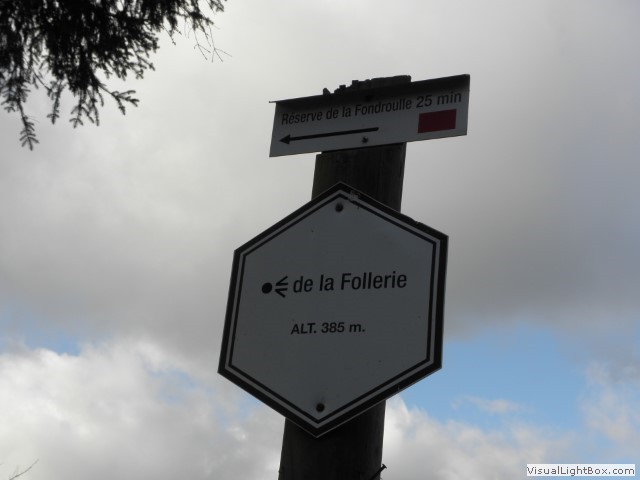 Réserve de la Fondroulle 25 min
de la Follerie
ALT. 385 m.
VisualLightBox.com